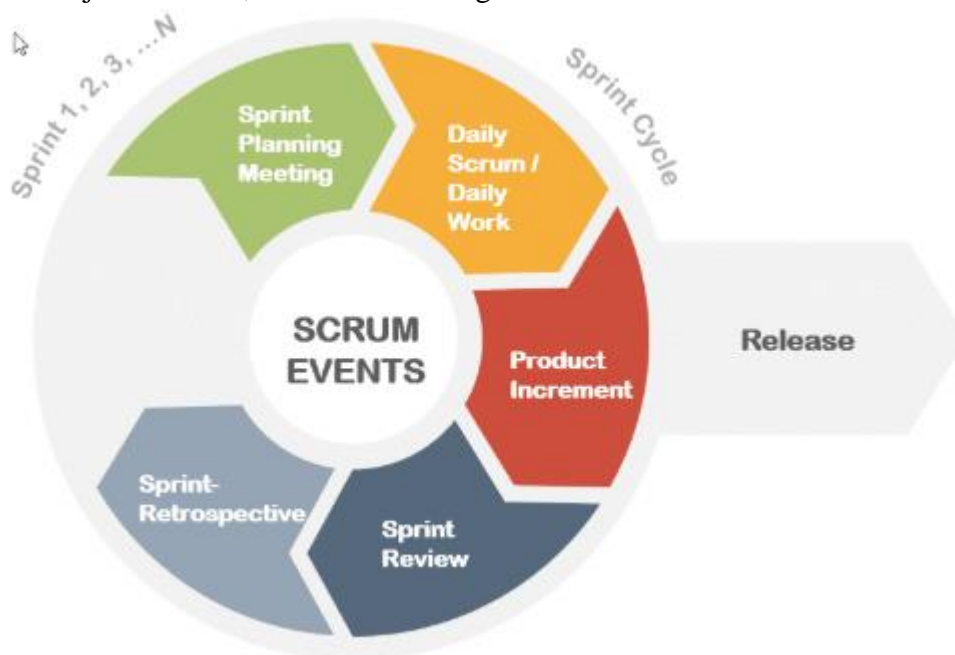 Sprint 1, 2, 3, ...N
Sprint Cycle
Sprint
Planning
Meeting
Daily
Scrum /
Daily
Work
SCRUM
EVENTS
Product
Increment
Release
Sprint-
Retrospective
Sprint
Review